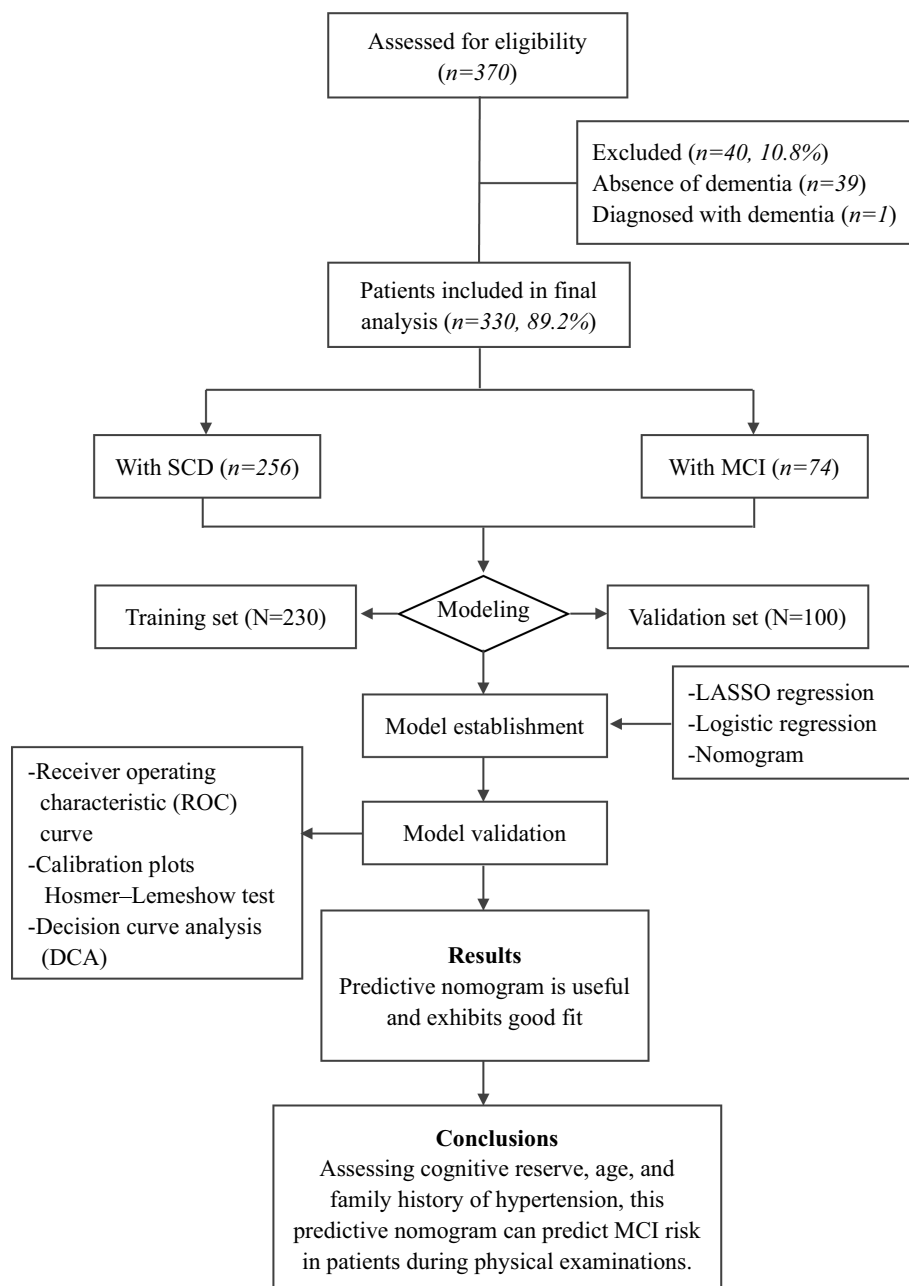 Assessed for eligibility
(n=370)
Excluded (n=40, 10.8%)
Absence of dementia (n=39)
Diagnosed with dementia (n=1)
Patients included in final
analysis (n=330, 89.2%)
With SCD (n=256)
With MCI (n=74)
Modeling
Training set (N=230)
Validation set (N=100)
-LASSO regression
-Logistic regression
-Nomogram
Model establishment
-Receiver operating
characteristic (ROC)
curve
-Calibration plots
Hosmer–Lemeshow test
-Decision curve analysis
(DCA)
Model validation
Results
Predictive nomogram is useful
and exhibits good fit
Conclusions
Assessing cognitive reserve, age, and
family history of hypertension, this
predictive nomogram can predict MCI risk
in patients during physical examinations.